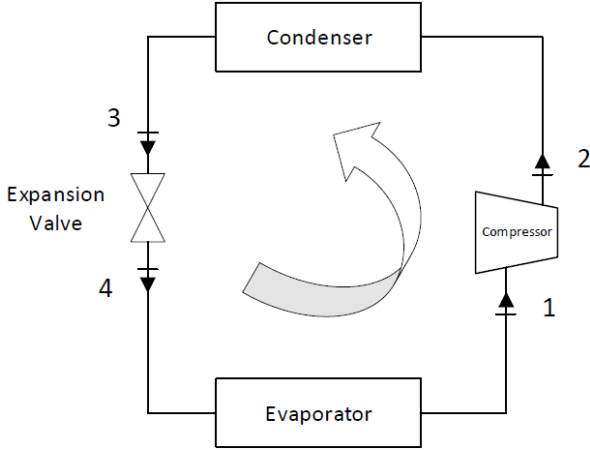 Condenser
3
2
Expansion
Valve
Compressor
4
1
Evaporator